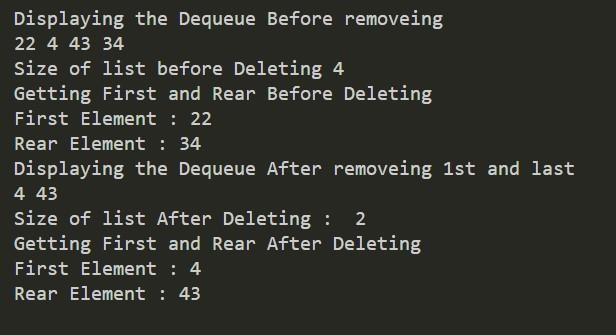 Displaying the Dequeue Before removeing
22 4 43 34
Size of list before Deleting 4
Getting First and Rear Before Deleting
First Element : 22
Rear Element : 34
Displaying the Dequeue After removeing 1st and last
4 43
Size of list After Deleting :  2
Getting First and Rear After Deleting
First Element : 4
Rear Element : 43